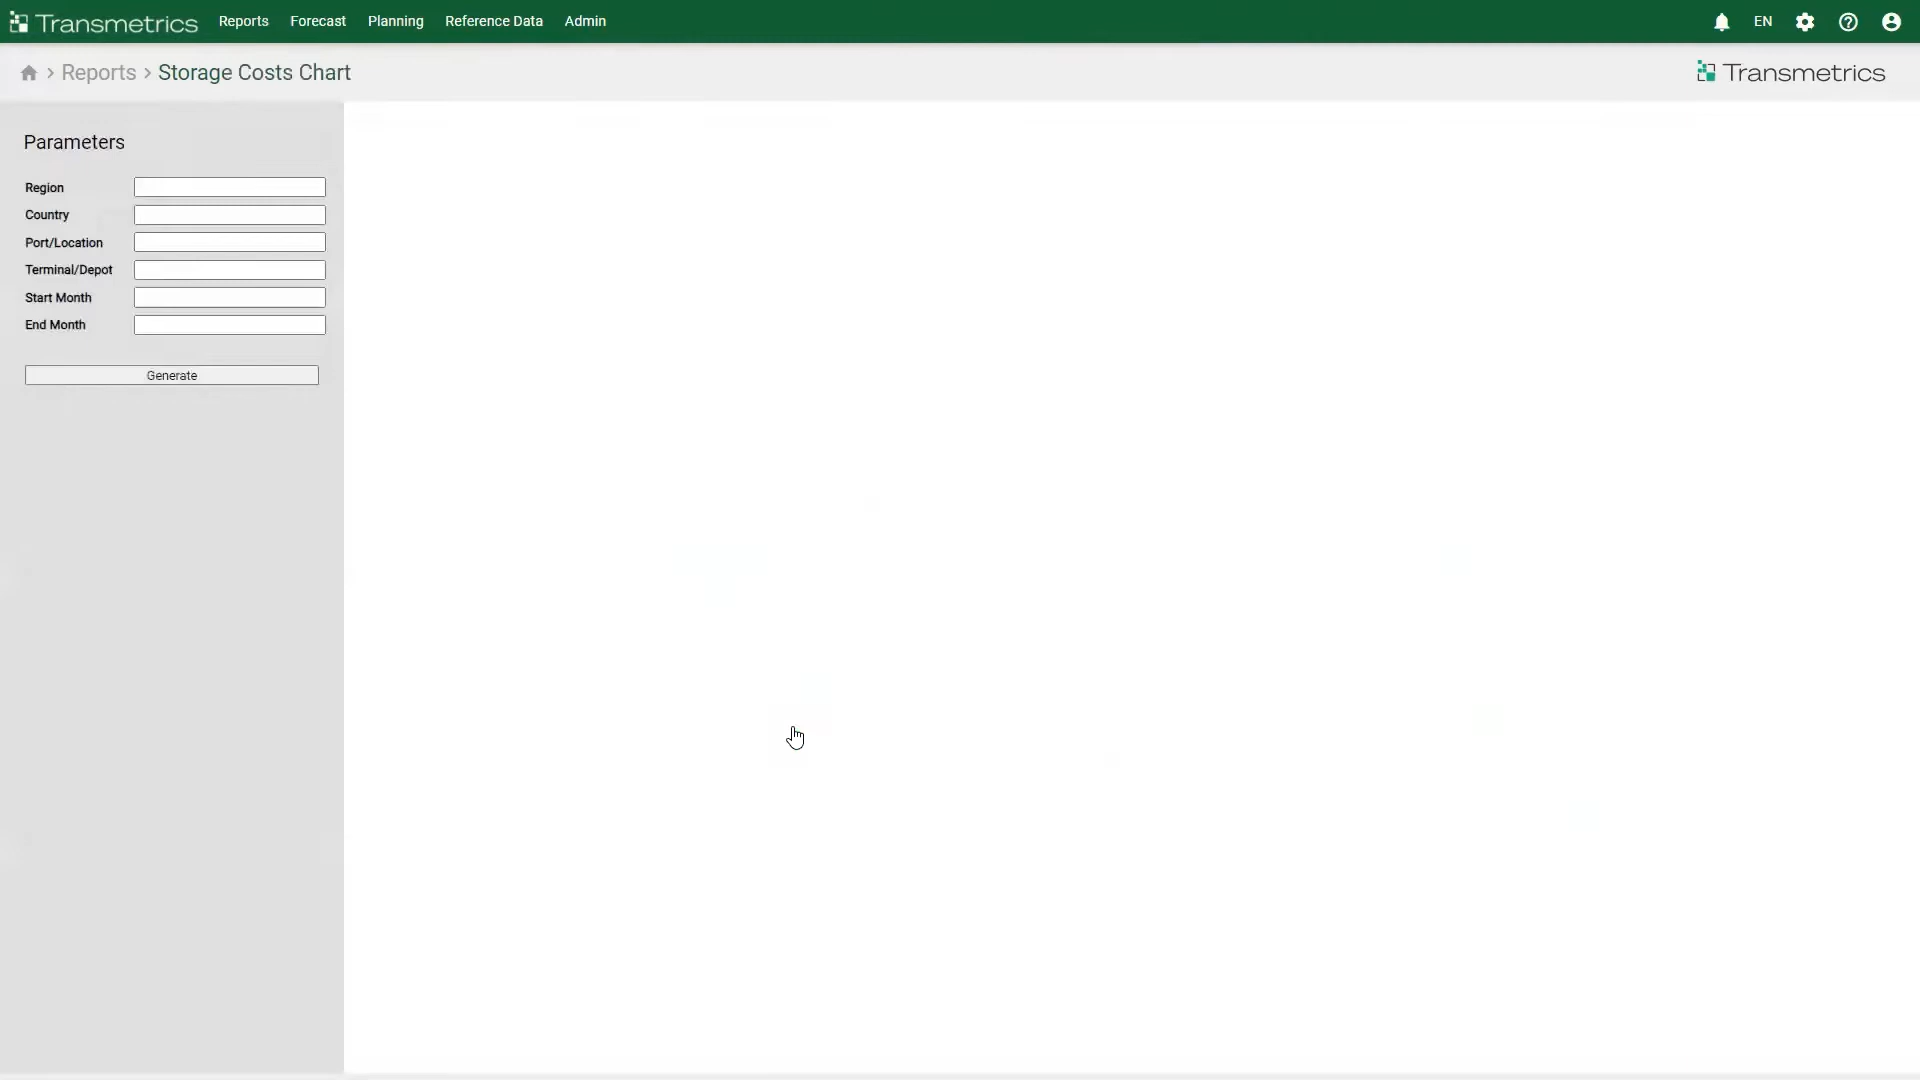 Transmetrics Reports Forecast Planning Reference Data Admin EN
Reports > Storage Costs Chart Transmetrics
Parameters
Region
Country
Port/Location
Terminal/Depot
Start Month
End Month
Generate